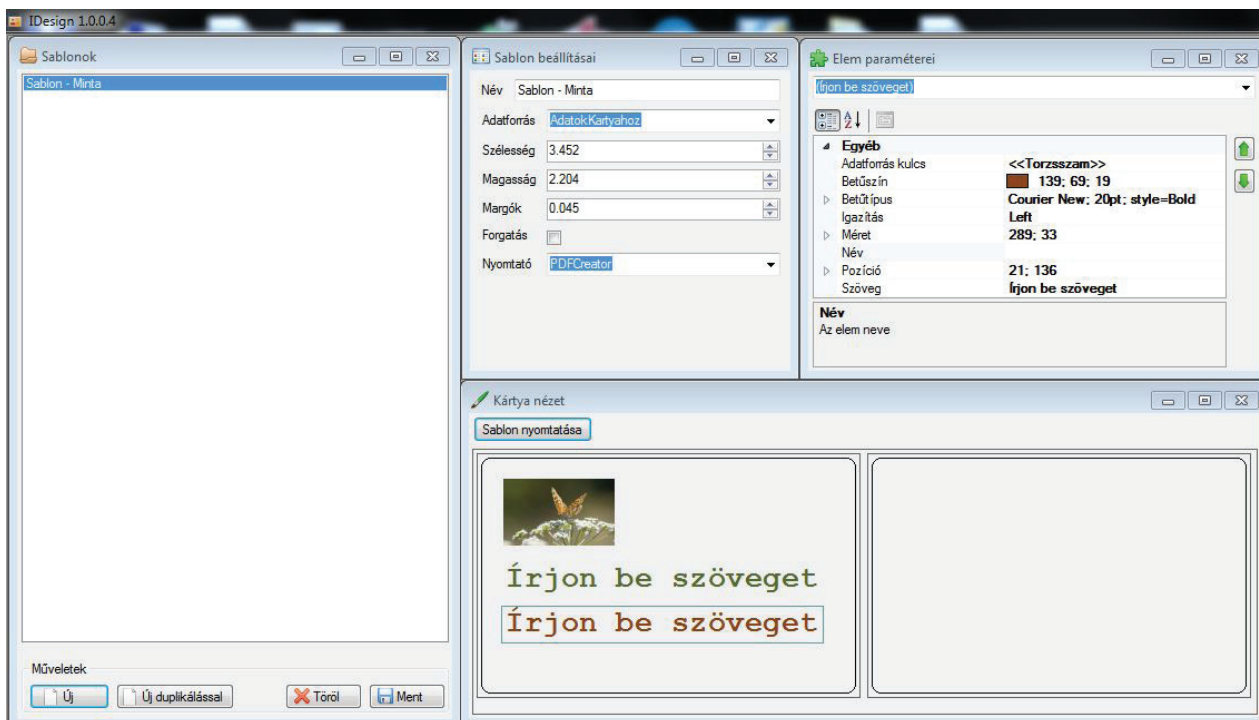 IDesign 1.0.0.4
Sablonok
Sablon - Minta
Műveletek
Új
Új duplikálással
Töröl
Ment
Sablon beállításai
Név Sablon - Minta
Adatforrás AdatokKartyahoz
Szélesség 3.452
Magasság 2.204
Margók 0.045
Forgatás
Nyomtató PDFCreator
Elem paraméterei
(Írjon be szöveget)
Egyéb
Adatforrás kulcs <<Torzsszam>>
Betűszín 139; 69; 19
Betűtípus Courier New; 20pt; style=Bold
Igazítás Left
Méret 289; 33
Név
Pozíció 21; 136
Szöveg Írjon be szöveget
Név
Az elem neve
Kártya nézet
Sablon nyomtatása
Írjon be szöveget
Írjon be szöveget